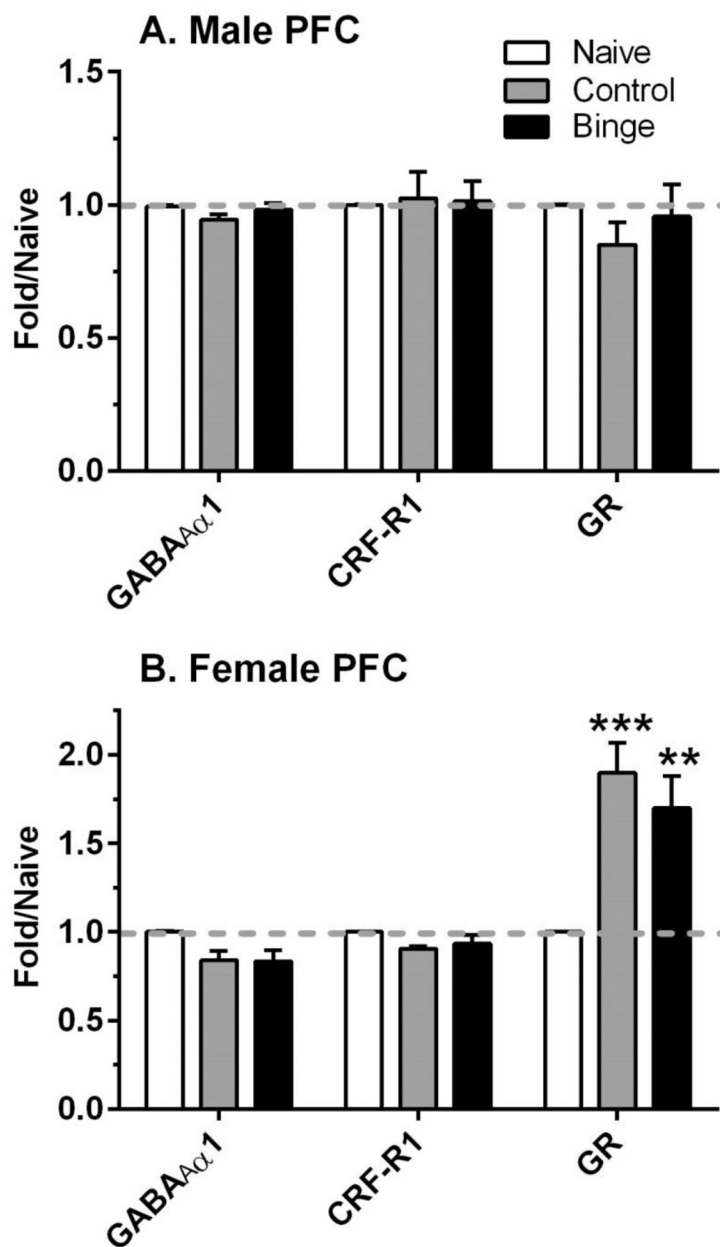 A. Male PFC
Naive
Control
Binge
Fold/Naive
1.5
1.0
0.5
0.0
GABAAα1
CRF-R1
GR
B. Female PFC
Fold/Naive
2.0
1.5
1.0
0.5
0.0
***
**
GABAAα1
CRF-R1
GR